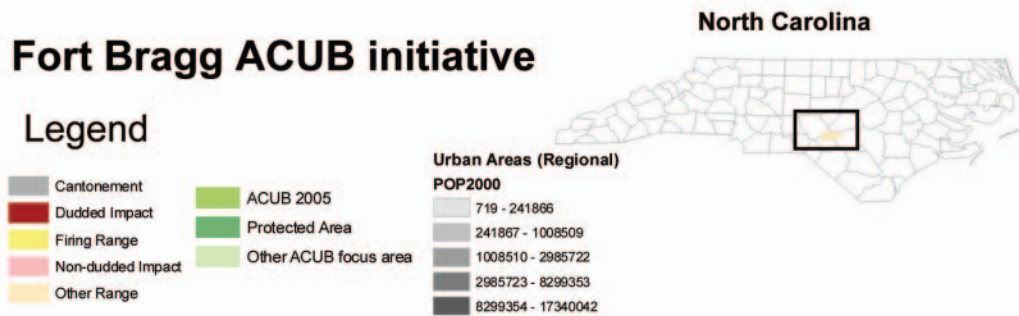 North Carolina
Fort Bragg ACUB initiative
Legend
Cantonement
Dudded Impact
Firing Range
Non-dudded Impact
Other Range
ACUB 2005
Protected Area
Other ACUB focus area
Urban Areas (Regional)
POP2000
719 - 241866
241867 - 1008509
1008510 - 2985722
2985723 - 8299353
8299354 - 17340042